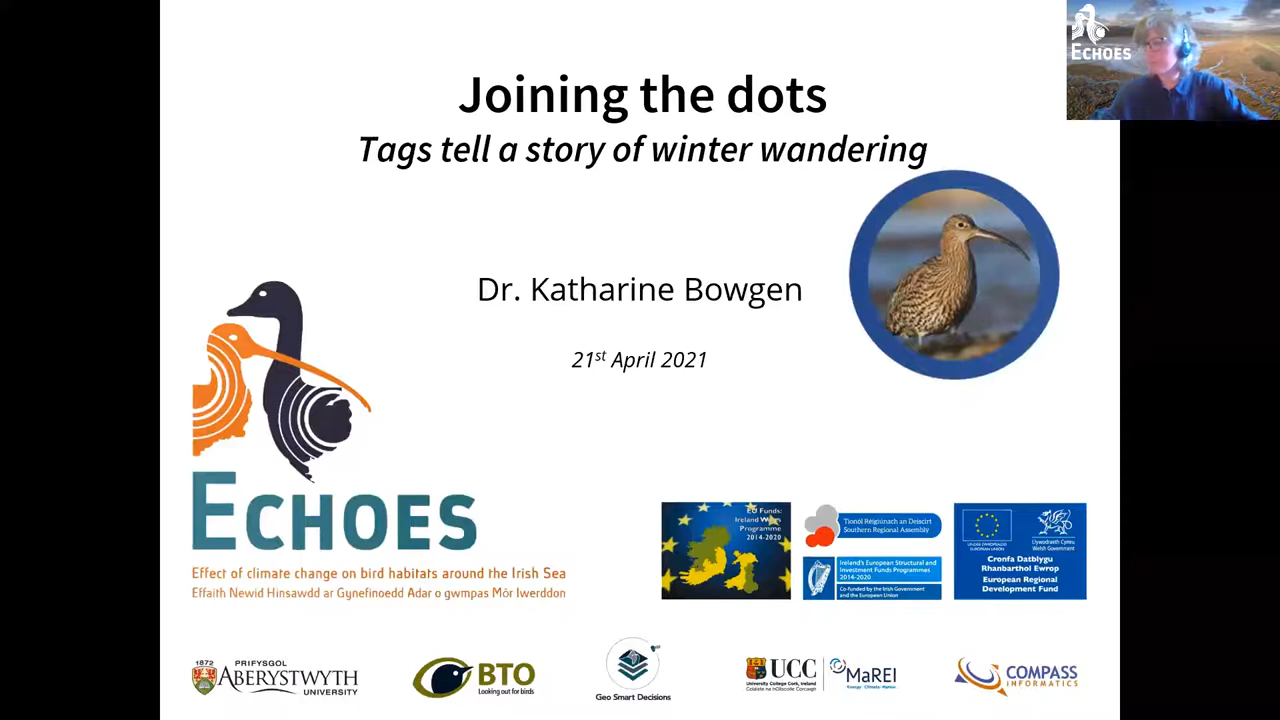 ECHOES
Joining the dots
Tags tell a story of winter wandering
Dr. Katharine Bowgen
21st April 2021
ECHOES
Effect of climate change on bird habitats around the Irish Sea
Effaith Newid Hinsawdd ar Gynefinoedd Adar o gwmpas Môr Iwerddon
EU Funds:
Ireland Wales
Programme
2014-2020
Tionól Réigiúnach an Deiscirt
Southern Regional Assembly
Ireland's European Structural and
Investment Funds Programmes
2014-2020
Co-funded by the Irish Government
and the European Union
UNDEB EWROPEAIDD
EUROPEAN UNION
Llywodraeth Cymru
Welsh Government
Cronfa Datblygu
Rhanbarthol Ewrop
European Regional
Development Fund
1872
PRIFYSGOL
ABERYSTWYTH
UNIVERSITY
BTO
Looking out for birds
Geo Smart Decisions
UCC
University College Cork, Ireland
Coláiste na hOllscoile Corcaigh
MaREI
Energy · Climate · Marine
COMPASS
INFORMATICS